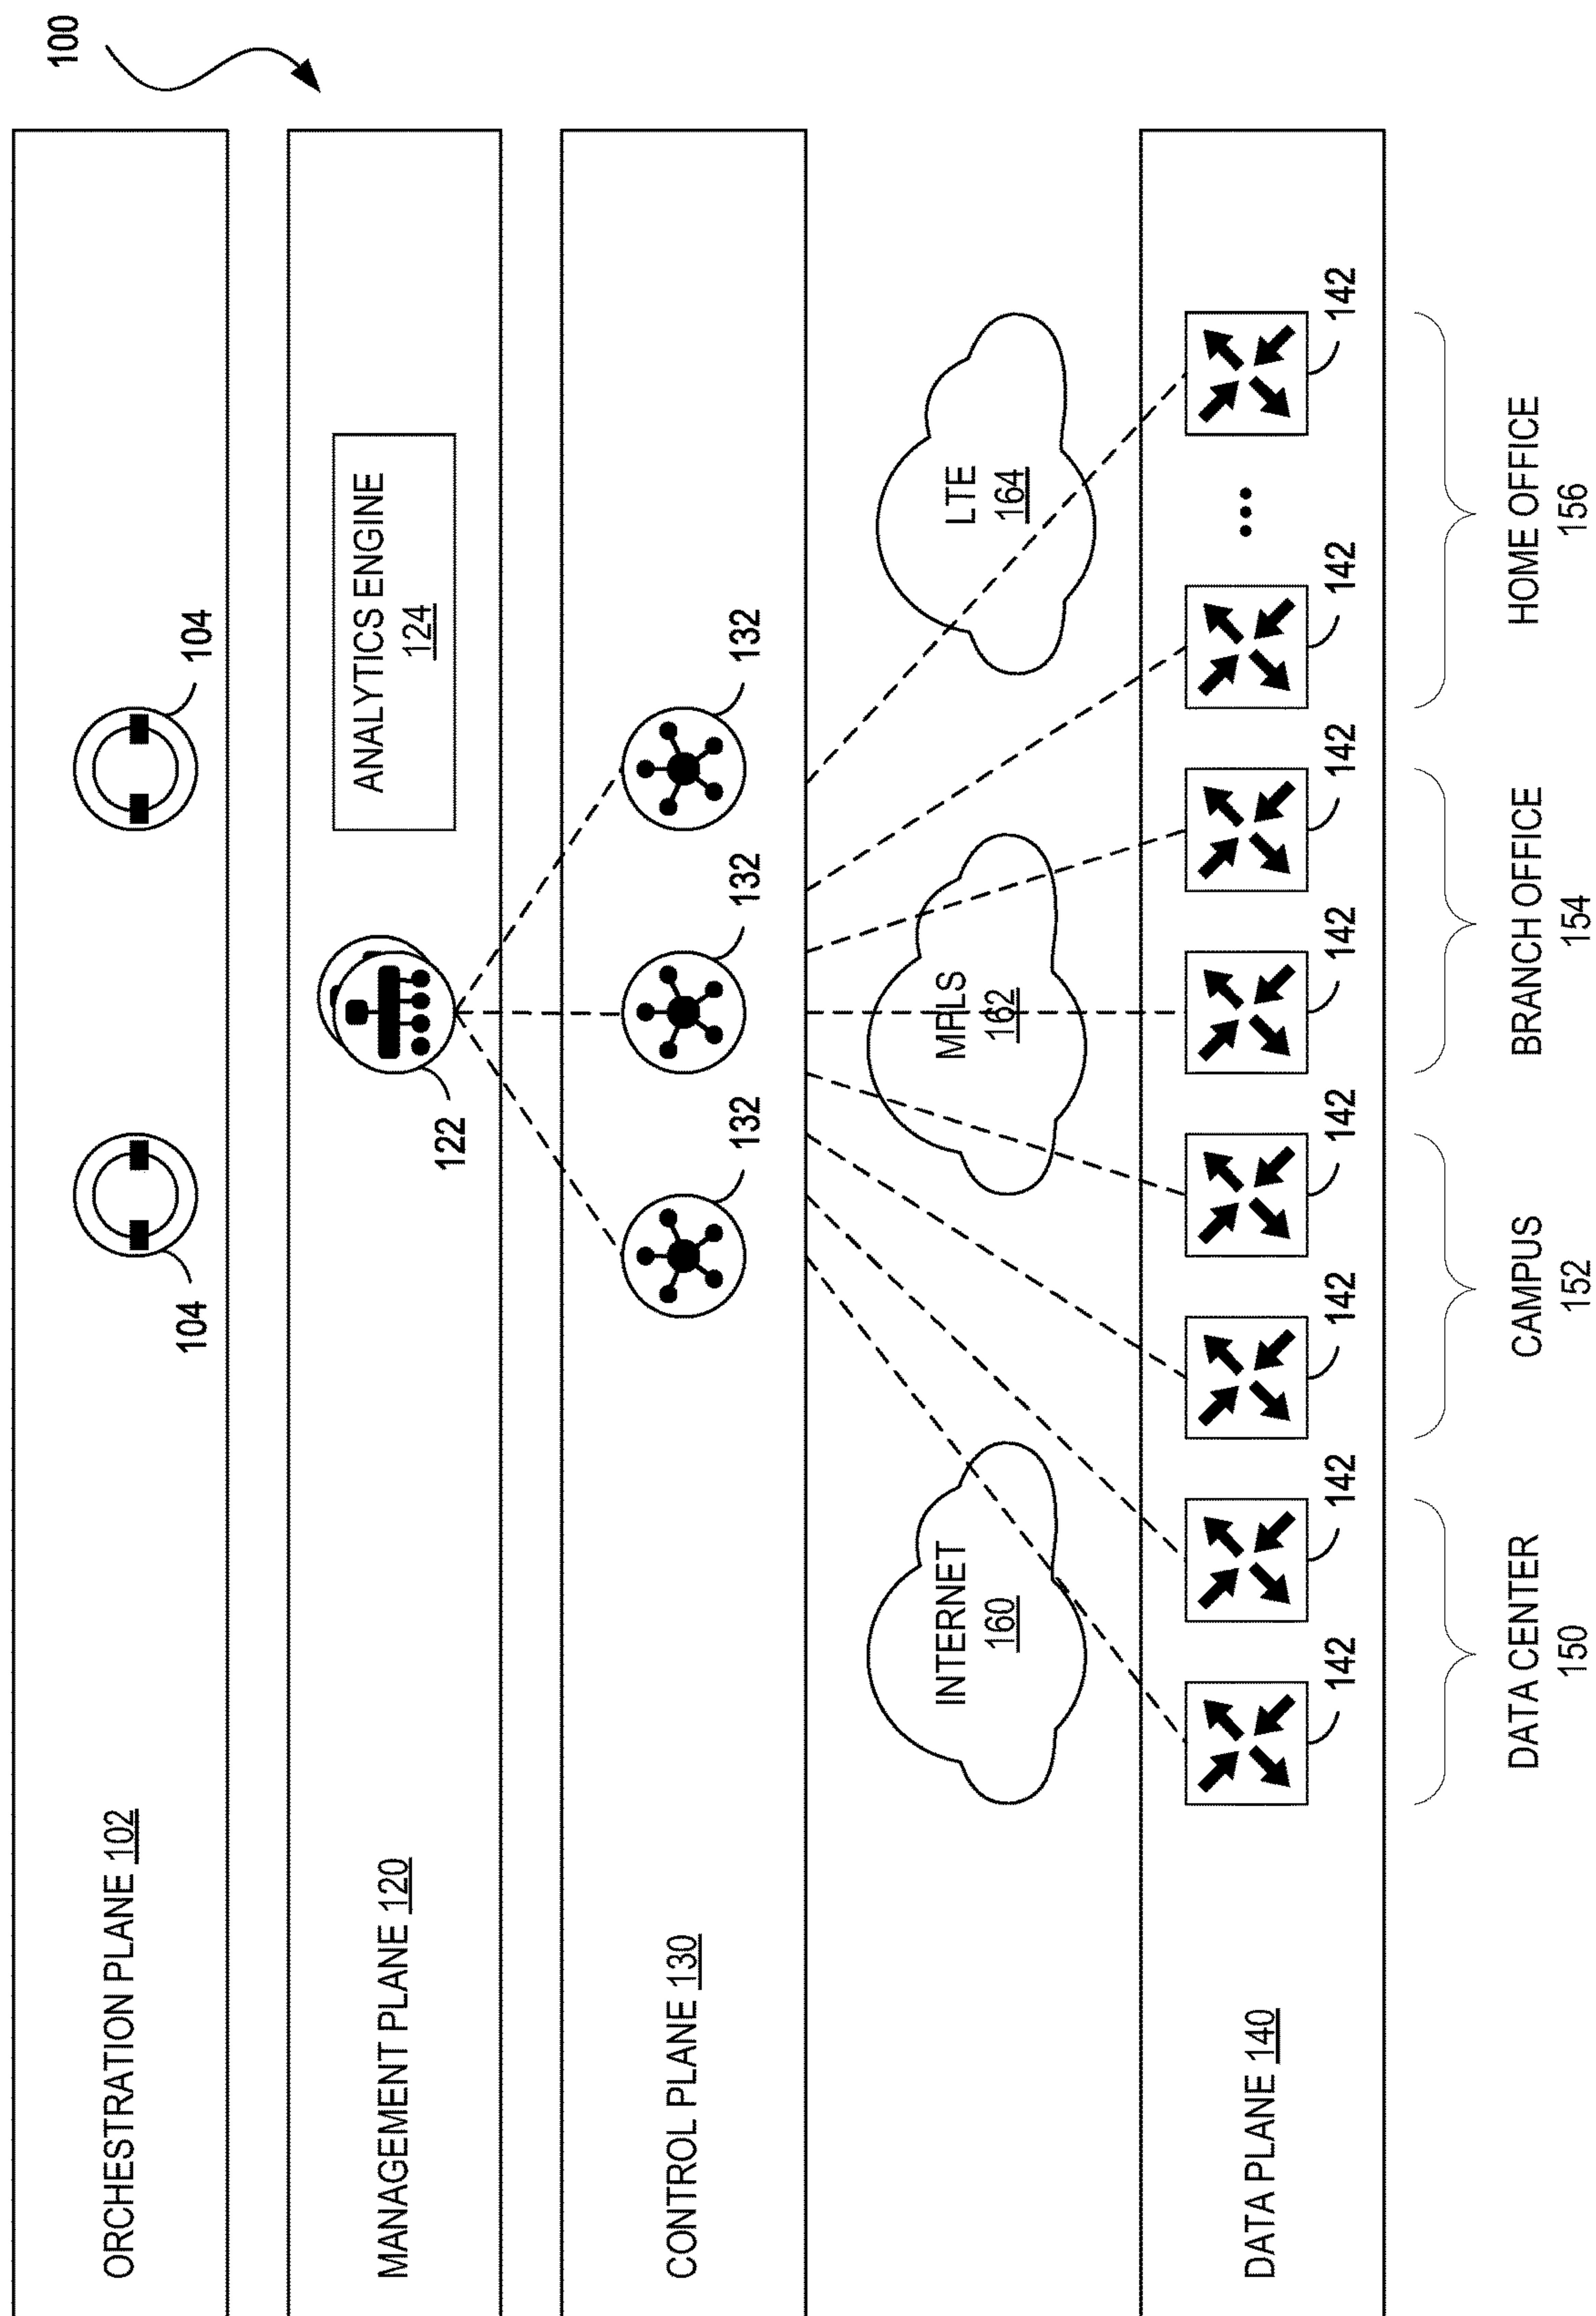 100
ORCHESTRATION PLANE 102
104
104
MANAGEMENT PLANE 120
122
ANALYTICS ENGINE
124
CONTROL PLANE 130
132
132
132
INTERNET
160
MPLS
162
LTE
164
DATA PLANE 140
142
142
142
142
142
142
142
142
DATA CENTER
150
CAMPUS
152
BRANCH OFFICE
154
HOME OFFICE
156